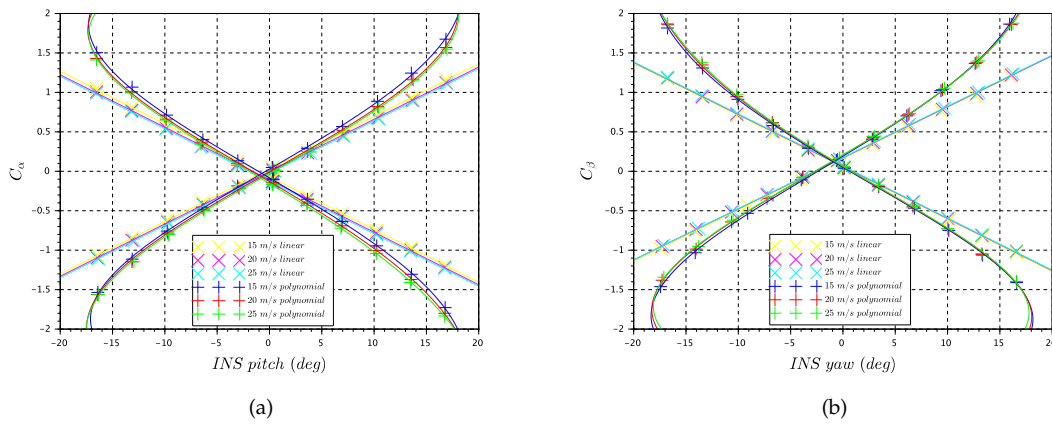 2
1.5
1
0.5
0
−0.5
−1
−1.5
−2
−20 −15 −10 −5 0 5 10 15 20
C_α
INS pitch (deg)
15 m/s linear
20 m/s linear
25 m/s linear
15 m/s polynomial
20 m/s polynomial
25 m/s polynomial
(a)
2
1.5
1
0.5
0
−0.5
−1
−1.5
−2
−20 −15 −10 −5 0 5 10 15 20
C_β
INS yaw (deg)
15 m/s linear
20 m/s linear
25 m/s linear
15 m/s polynomial
20 m/s polynomial
25 m/s polynomial
(b)